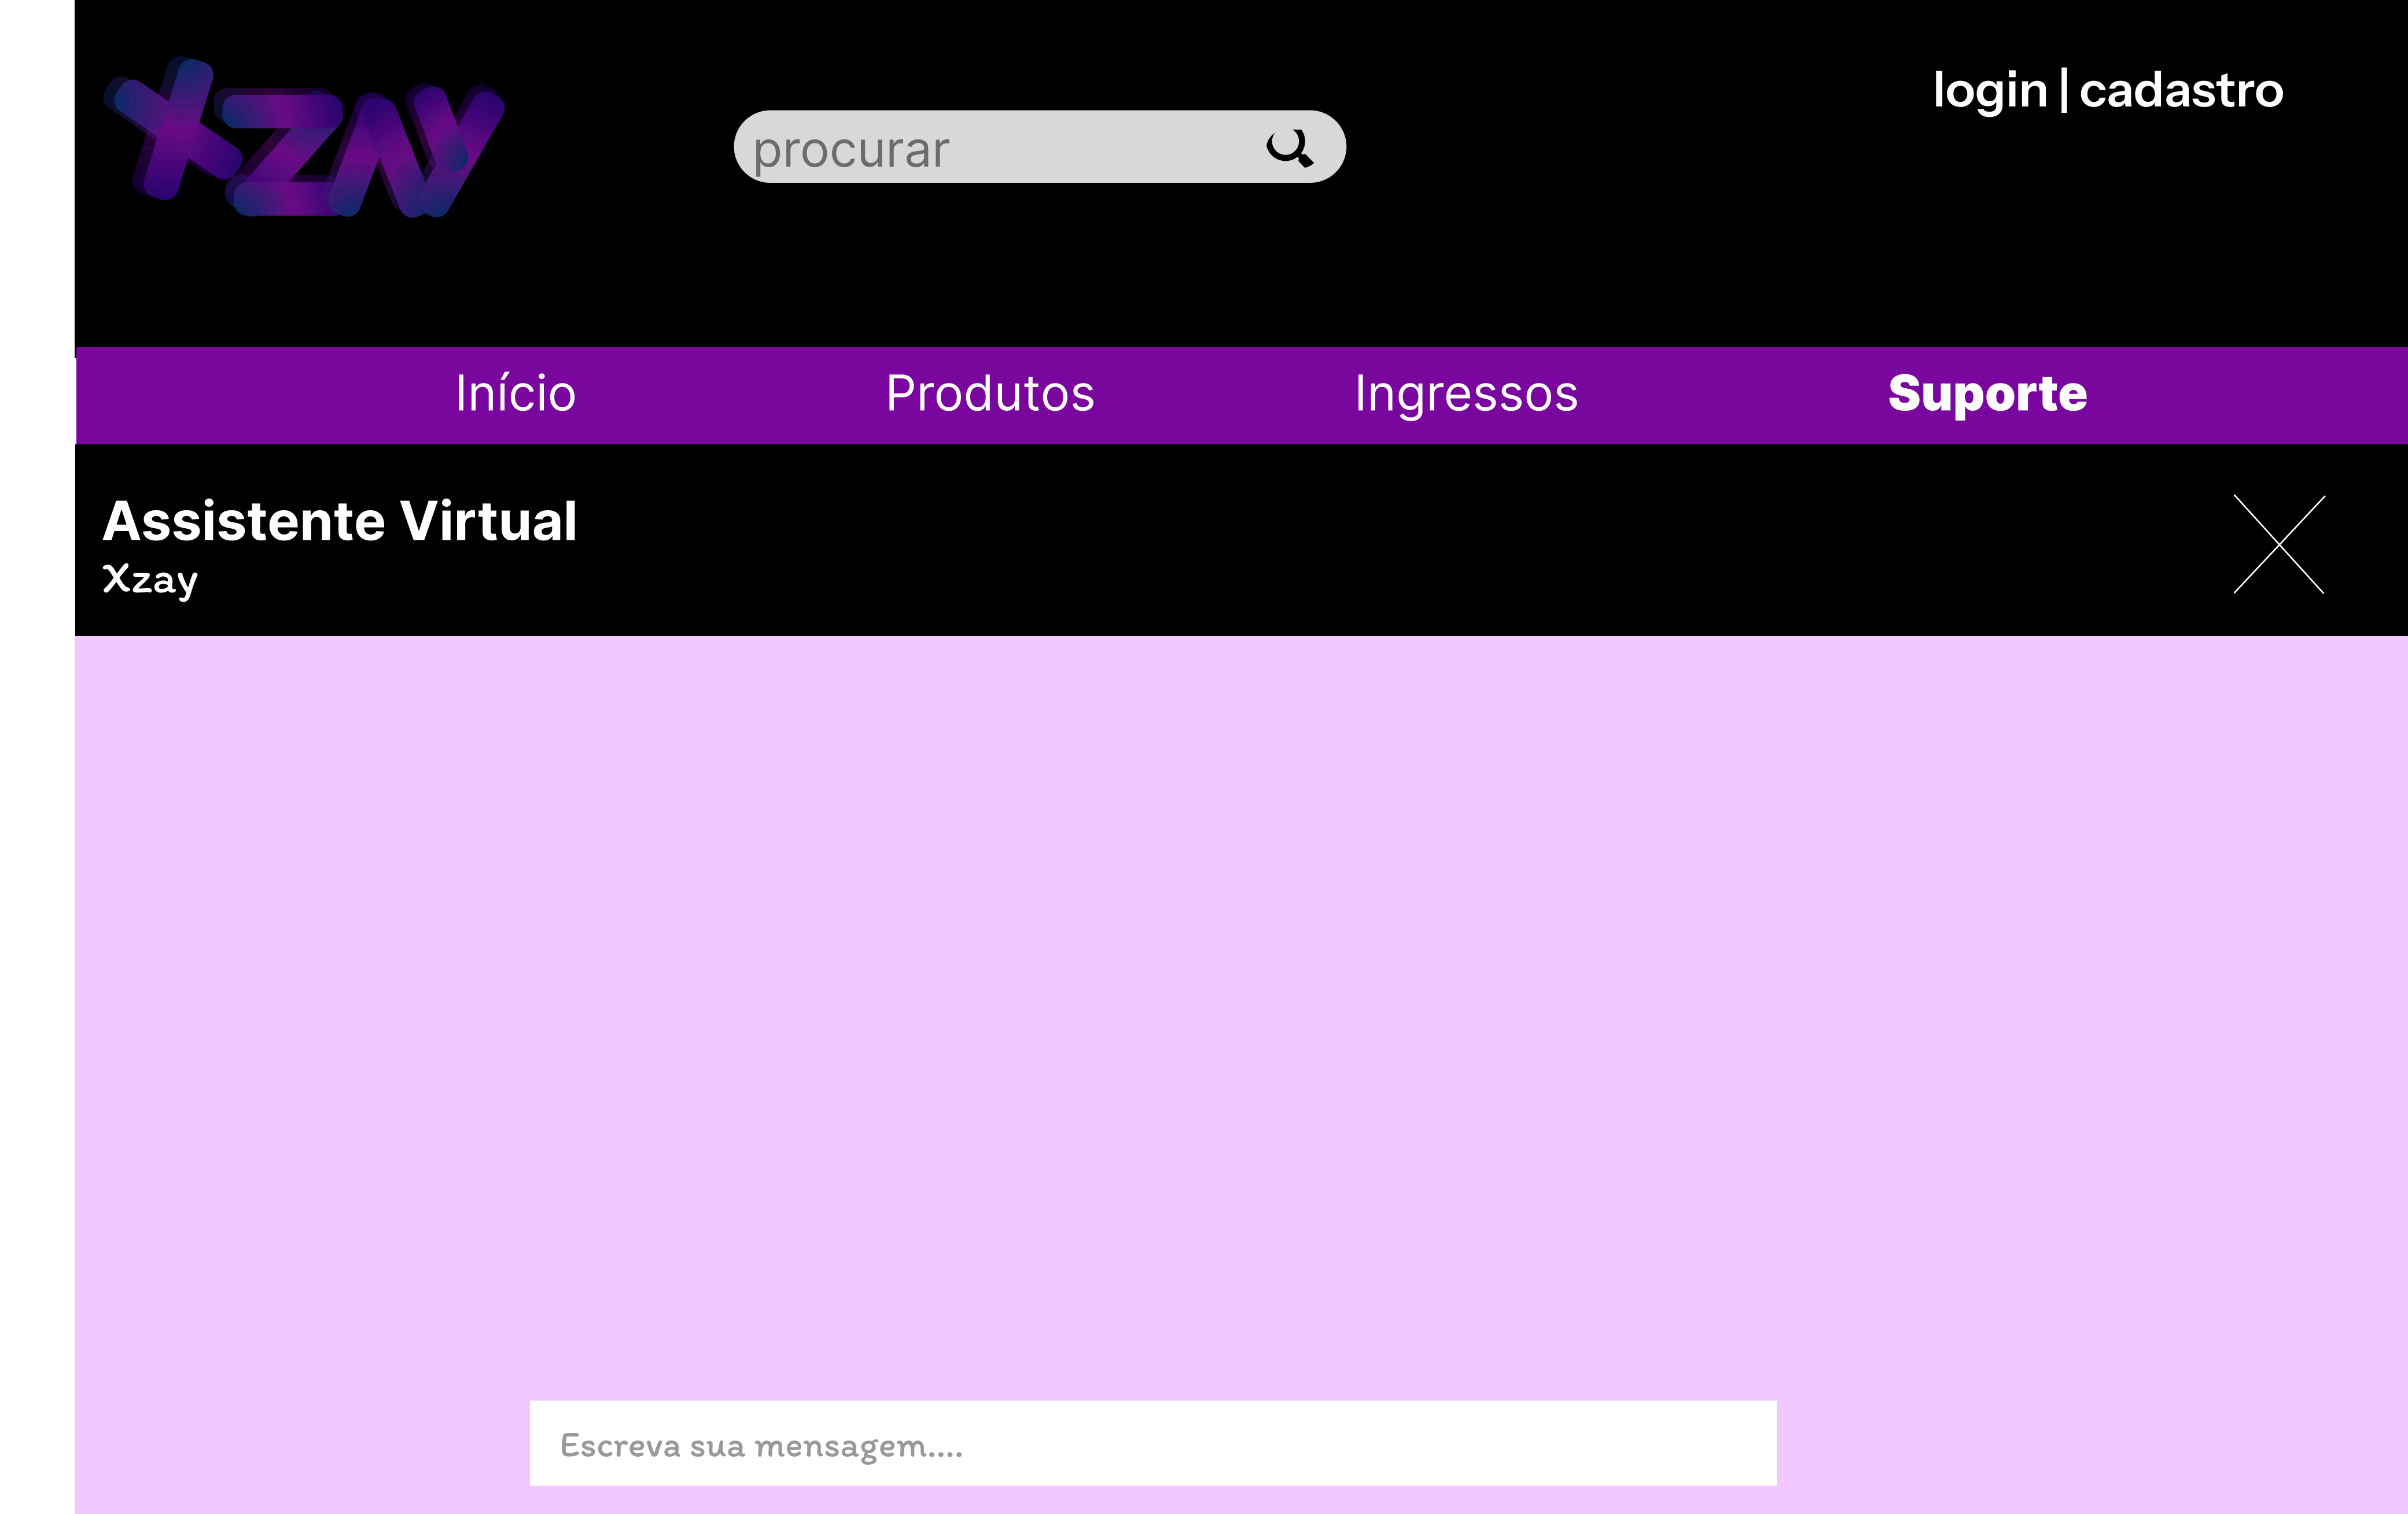 xzay
procurar
login | cadastro
Início Produtos Ingressos Suporte
Assistente Virtual
Xzay
Escreva sua mensagem....